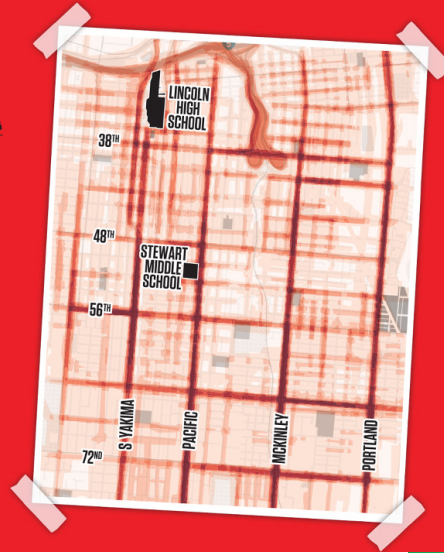 LINCOLN
HIGH
SCHOOL
38TH
48TH
STEWART
MIDDLE
SCHOOL
56TH
S YAKIMA
PACIFIC
MCKINLEY
PORTLAND
72ND